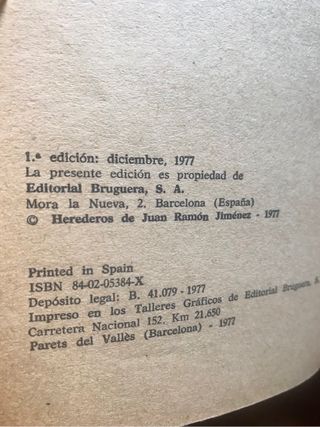 1.ª edición: diciembre, 1977
La presente edición es propiedad de
Editorial Bruguera, S. A.
Mora la Nueva, 2. Barcelona (España)
© Herederos de Juan Ramón Jiménez - 1977
Printed in Spain
ISBN 84-02-05384-X
Depósito legal: B. 41.079 - 1977
Impreso en los Talleres Gráficos de Editorial Bruguera, S.
Carretera Nacional 152. Km 21,650
Parets del Vallès (Barcelona) - 1977